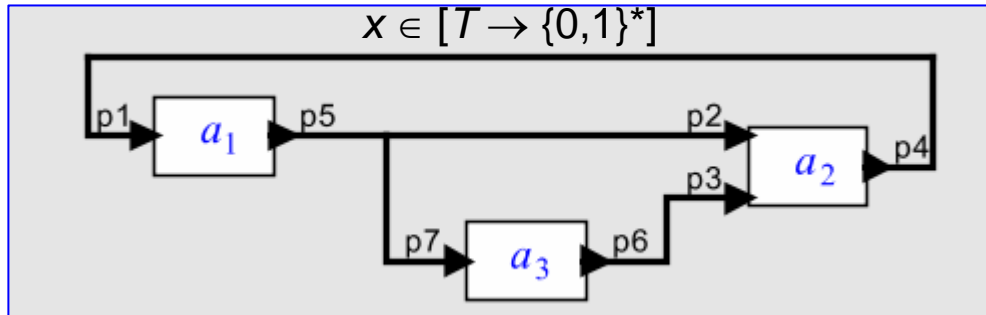 x ∈ [T → {0,1}*]
p1 a₁ p5 p2 a₂ p4
p3
p7 a₃ p6